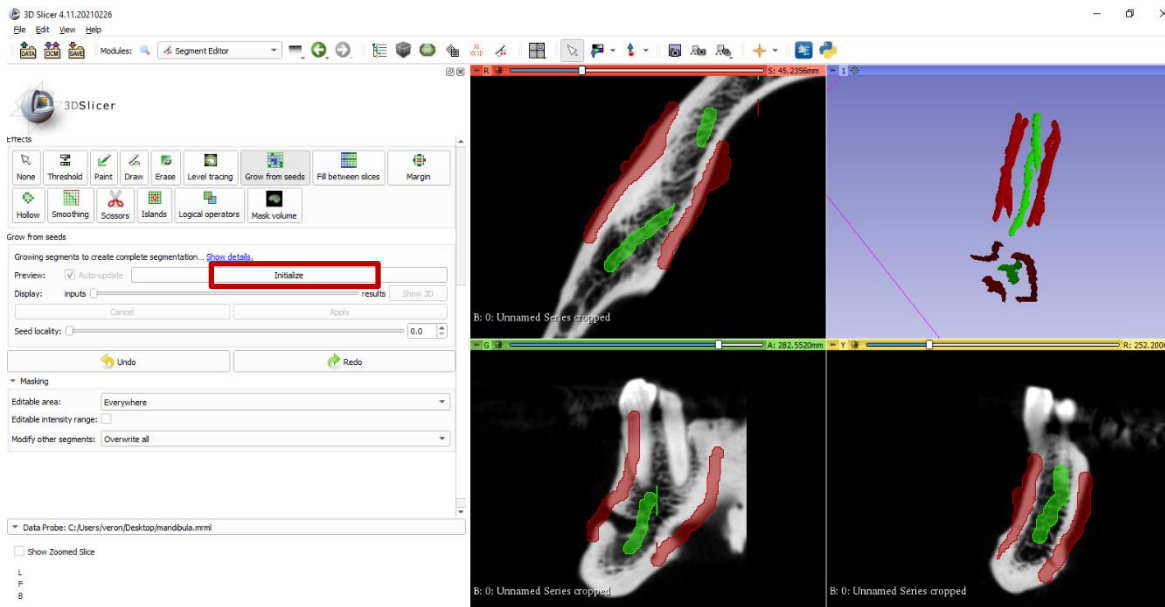 3D Slicer 4.11.20210226
File Edit View Help
DATA DCM SAVE Modules: Segment Editor
R S: 45.2356mm 1
3DSlicer
Effects
None Threshold Paint Draw Erase Level tracing Grow from seeds Fill between slices Margin
Hollow Smoothing Scissors Islands Logical operators Mask volume
Grow from seeds
Growing segments to create complete segmentation... Show details.
Preview: Auto-update Initialize
Display: inputs results Show 3D
Cancel Apply
B: 0: Unnamed Series cropped
Seed locality: 0.0
G A: 282.5520mm Y R: 252.200
Undo Redo
Masking
Editable area: Everywhere
Editable intensity range:
Modify other segments: Overwrite all
Data Probe: C:/Users/veron/Desktop/mandibula.mrml
Show Zoomed Slice
L
F
B
B: 0: Unnamed Series cropped
B: 0: Unnamed Series cropped